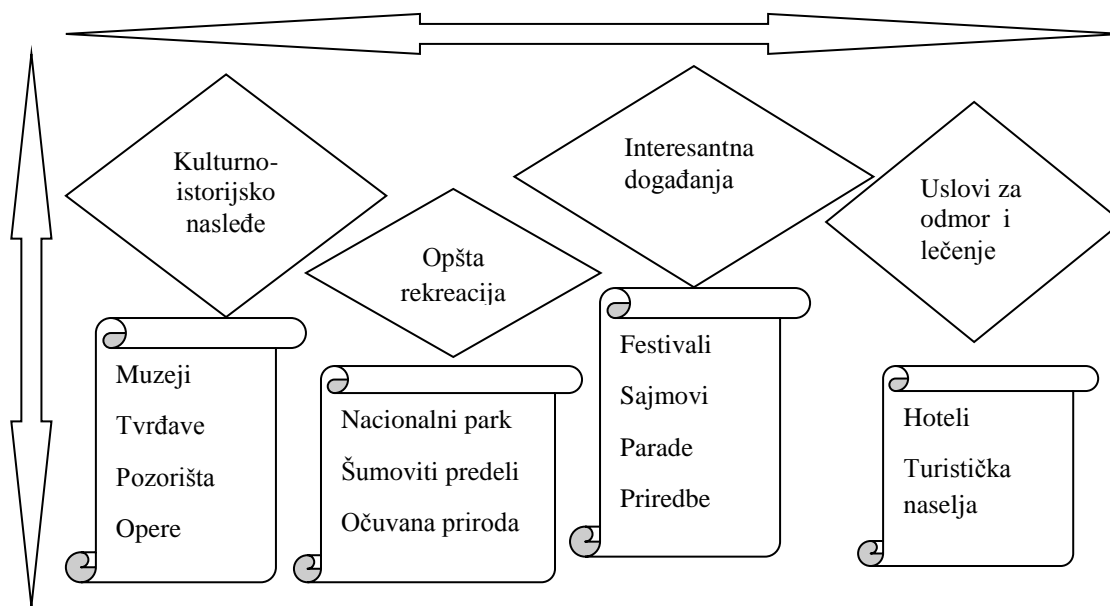 Kulturno-
istorijsko
nasleđe
Opšta
rekreacija
Interesantna
događanja
Uslovi za
odmor i
lečenje
Muzeji
Tvrđave
Pozorišta
Opere
Nacionalni park
Šumoviti predeli
Očuvana priroda
Festivali
Sajmovi
Parade
Priredbe
Hoteli
Turistička
naselja